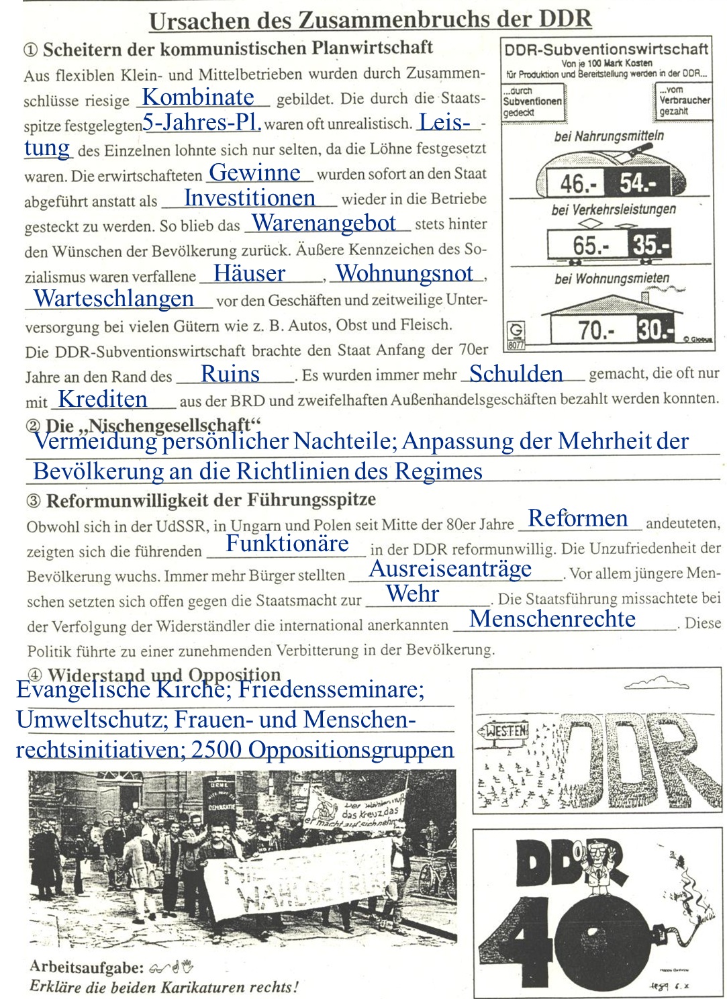 Ursachen des Zusammenbruchs der DDR
① Scheitern der kommunistischen Planwirtschaft
Aus flexiblen Klein- und Mittelbetrieben wurden durch Zusammen-
schlüsse riesige Kombinate gebildet. Die durch die Staats-
spitze festgelegten 5-Jahres-Pl. waren oft unrealistisch. Leis-
tung des Einzelnen lohnte sich nur selten, da die Löhne festgesetzt
waren. Die erwirtschafteten Gewinne wurden sofort an den Staat
abgeführt anstatt als Investitionen wieder in die Betriebe
gesteckt zu werden. So blieb das Warenangebot stets hinter
den Wünschen der Bevölkerung zurück. Äußere Kennzeichen des So-
zialismus waren verfallene Häuser, Wohnungsnot,
Warteschlangen vor den Geschäften und zeitweilige Unter-
versorgung bei vielen Gütern wie z. B. Autos, Obst und Fleisch.
Die DDR-Subventionswirtschaft brachte den Staat Anfang der 70er
Jahre an den Rand des Ruins. Es wurden immer mehr Schulden gemacht, die oft nur
mit Krediten aus der BRD und zweifelhaften Außenhandelsgeschäften bezahlt werden konnten.
DDR-Subventionswirtschaft
Von je 100 Mark Kosten
für Produktion und Bereitstellung werden in der DDR...
...durch
Subventionen
gedeckt
...vom
Verbraucher
gezahlt
bei Nahrungsmitteln
46.- 54.-
bei Verkehrsleistungen
65.- 35.-
bei Wohnungsmieten
70.- 30.-
G
8077
© Globus
② Die „Nischengesellschaft“
Vermeidung persönlicher Nachteile; Anpassung der Mehrheit der
Bevölkerung an die Richtlinien des Regimes
③ Reformunwilligkeit der Führungsspitze
Obwohl sich in der UdSSR, in Ungarn und Polen seit Mitte der 80er Jahre Reformen andeuteten,
zeigten sich die führenden Funktionäre in der DDR reformunwillig. Die Unzufriedenheit der
Bevölkerung wuchs. Immer mehr Bürger stellten Ausreiseanträge. Vor allem jüngere Men-
schen setzten sich offen gegen die Staatsmacht zur Wehr. Die Staatsführung missachtete bei
der Verfolgung der Widerständler die international anerkannten Menschenrechte. Diese
Politik führte zu einer zunehmenden Verbitterung in der Bevölkerung.
④ Widerstand und Opposition
Evangelische Kirche; Friedensseminare;
Umweltschutz; Frauen- und Menschen-
rechtsinitiativen; 2500 Oppositionsgruppen
WESTEN
DDR
das Kreuz, das
er macht auf sich nehm
WAHLBETRUG
DDR
40
6. X
Arbeitsaufgabe:
Erkläre die beiden Karikaturen rechts!